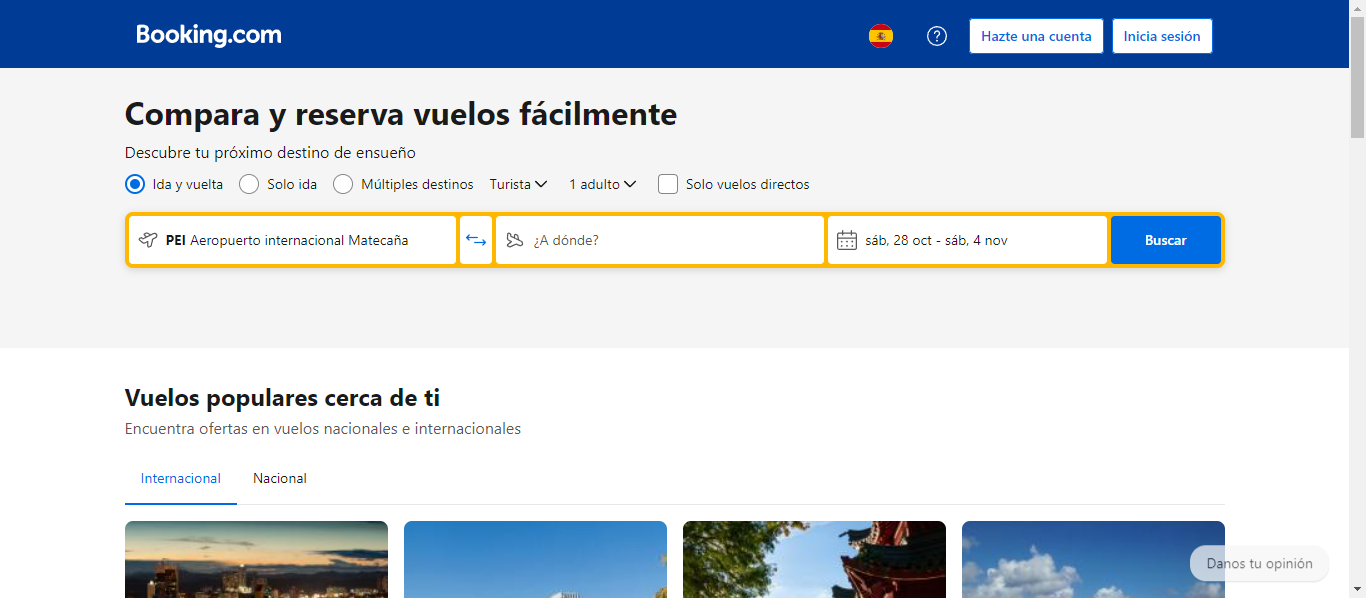 Booking.com
Hazte una cuenta
Inicia sesión
Compara y reserva vuelos fácilmente
Descubre tu próximo destino de ensueño
Ida y vuelta Solo ida Múltiples destinos Turista 1 adulto Solo vuelos directos
PEI Aeropuerto internacional Matecaña ¿A dónde? sáb, 28 oct - sáb, 4 nov Buscar
Vuelos populares cerca de ti
Encuentra ofertas en vuelos nacionales e internacionales
Internacional Nacional
Danos tu opinión